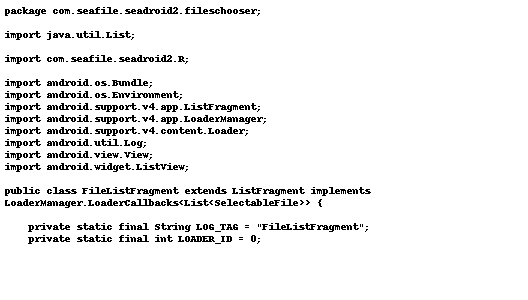 package com.seafile.seadroid2.fileschooser;

import java.util.List;

import com.seafile.seadroid2.R;

import android.os.Bundle;
import android.os.Environment;
import android.support.v4.app.ListFragment;
import android.support.v4.app.LoaderManager;
import android.support.v4.content.Loader;
import android.util.Log;
import android.view.View;
import android.widget.ListView;

public class FileListFragment extends ListFragment implements
LoaderManager.LoaderCallbacks<List<SelectableFile>> {

    private static final String LOG_TAG = "FileListFragment";
    private static final int LOADER_ID = 0;